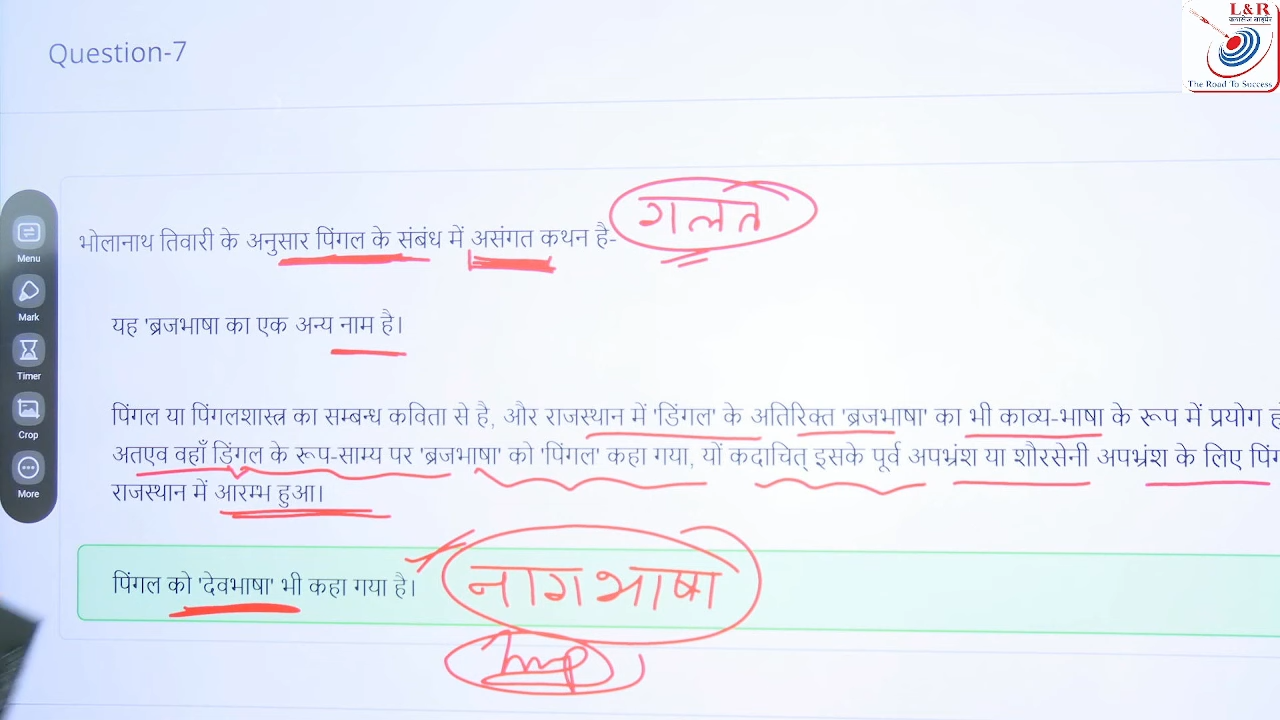 Question-7
L&R
The Road To Success
Menu
Mark
Timer
Crop
More
भोलानाथ तिवारी के अनुसार पिंगल के संबंध में असंगत कथन है- गलत
यह 'ब्रजभाषा का एक अन्य नाम है।
पिंगल या पिंगलशास्त्र का सम्बन्ध कविता से है, और राजस्थान में 'डिंगल' के अतिरिक्त 'ब्रजभाषा' का भी काव्य-भाषा के रूप में प्रयोग
अतएव वहाँ डिंगल के रूप-साम्य पर 'ब्रजभाषा' को 'पिंगल' कहा गया, यों कदाचित् इसके पूर्व अपभ्रंश या शौरसेनी अपभ्रंश के लिए
राजस्थान में आरम्भ हुआ।
पिंगल को 'देवभाषा' भी कहा गया है। नागभाषा
Imp